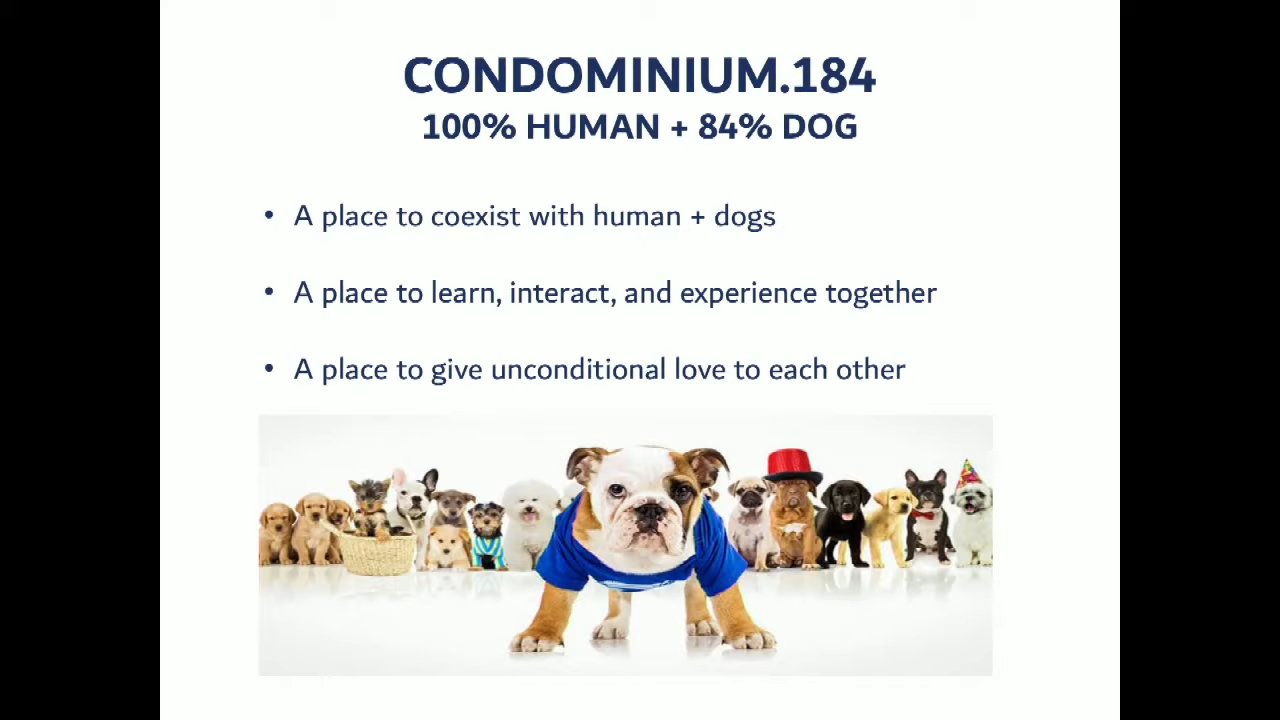 CONDOMINIUM.184
100% HUMAN + 84% DOG
• A place to coexist with human + dogs
• A place to learn, interact, and experience together
• A place to give unconditional love to each other